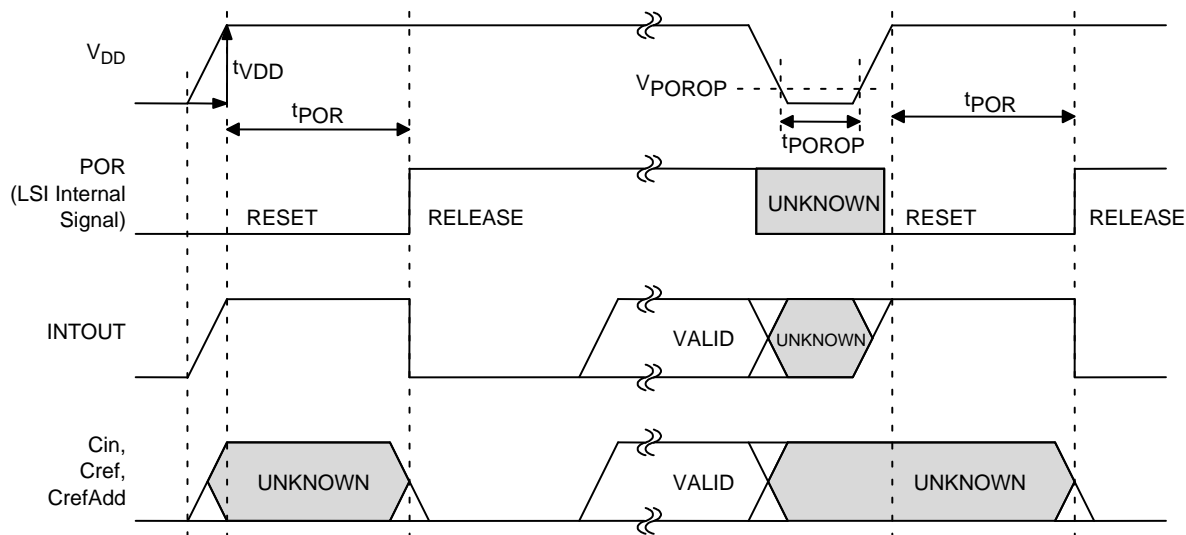 VDD
tVDD
VPOROP
tPOR
tPOR
tPOROP
POR
(LSI Internal
Signal)
RESET
RELEASE
UNKNOWN
RESET
RELEASE
INTOUT
VALID
UNKNOWN
Cin,
Cref,
CrefAdd
UNKNOWN
VALID
UNKNOWN